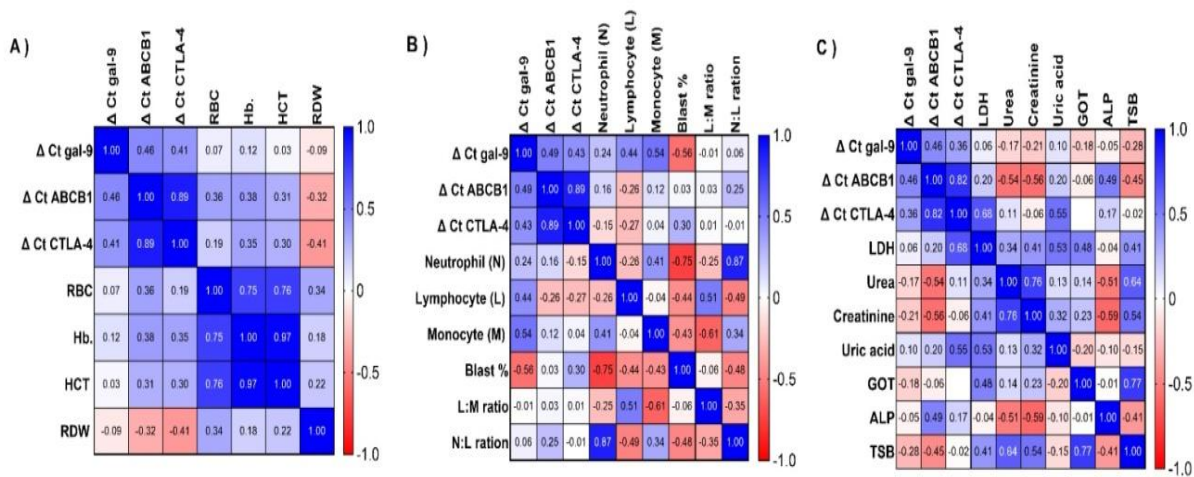 A)
Δ Ct gal-9
Δ Ct ABCB1
Δ Ct CTLA-4
RBC
Hb.
HCT
RDW
Δ Ct gal-9 1.00 0.46 0.41 0.07 0.12 0.03 -0.09
Δ Ct ABCB1 0.46 1.00 0.89 0.36 0.38 0.31 -0.32
Δ Ct CTLA-4 0.41 0.89 1.00 0.19 0.35 0.30 -0.41
RBC 0.07 0.36 0.19 1.00 0.75 0.76 0.34
Hb. 0.12 0.38 0.35 0.75 1.00 0.97 0.18
HCT 0.03 0.31 0.30 0.76 0.97 1.00 0.22
RDW -0.09 -0.32 -0.41 0.34 0.18 0.22 1.00
1.0
0.5
0
-0.5
-1.0
B)
Δ Ct gal-9
Δ Ct ABCB1
Δ Ct CTLA-4
Neutrophil (N)
Lymphocyte (L)
Monocyte (M)
Blast %
L:M ratio
N:L ration
Δ Ct gal-9 1.00 0.49 0.43 0.24 0.44 0.54 -0.56 -0.01 0.06
Δ Ct ABCB1 0.49 1.00 0.89 0.16 -0.26 0.12 0.03 0.03 0.25
Δ Ct CTLA-4 0.43 0.89 1.00 -0.15 -0.27 0.04 0.30 0.01 -0.01
Neutrophil (N) 0.24 0.16 -0.15 1.00 -0.26 0.41 -0.75 -0.25 0.87
Lymphocyte (L) 0.44 -0.26 -0.27 -0.26 1.00 -0.04 -0.44 0.51 -0.49
Monocyte (M) 0.54 0.12 0.04 0.41 -0.04 1.00 -0.43 -0.61 0.34
Blast % -0.56 0.03 0.30 -0.75 -0.44 -0.43 1.00 -0.06 -0.48
L:M ratio -0.01 0.03 0.01 -0.25 0.51 -0.61 -0.06 1.00 -0.35
N:L ration 0.06 0.25 -0.01 0.87 -0.49 0.34 -0.48 -0.35 1.00
1.0
0.5
0
-0.5
-1.0
C)
Δ Ct gal-9
Δ Ct ABCB1
Δ Ct CTLA-4
LDH
Urea
Creatinine
Uric acid
GOT
ALP
TSB
Δ Ct gal-9 1.00 0.46 0.36 0.06 -0.17 -0.21 0.10 -0.18 -0.05 -0.28
Δ Ct ABCB1 0.46 1.00 0.82 0.20 -0.54 -0.56 0.20 -0.06 0.49 -0.45
Δ Ct CTLA-4 0.36 0.82 1.00 0.68 0.11 -0.06 0.55 0.17 -0.02
LDH 0.06 0.20 0.68 1.00 0.34 0.41 0.53 0.48 -0.04 0.41
Urea -0.17 -0.54 0.11 0.34 1.00 0.76 0.13 0.14 -0.51 0.64
Creatinine -0.21 -0.56 -0.06 0.41 0.76 1.00 0.32 0.23 -0.59 0.54
Uric acid 0.10 0.20 0.55 0.53 0.13 0.32 1.00 -0.20 -0.10 -0.15
GOT -0.18 -0.06 0.48 0.14 0.23 -0.20 1.00 -0.01 0.77
ALP -0.05 0.49 0.17 -0.04 -0.51 -0.59 -0.10 -0.01 1.00 -0.41
TSB -0.28 -0.45 -0.02 0.41 0.64 0.54 -0.15 0.77 -0.41 1.00
1.0
0.5
0
-0.5
-1.0